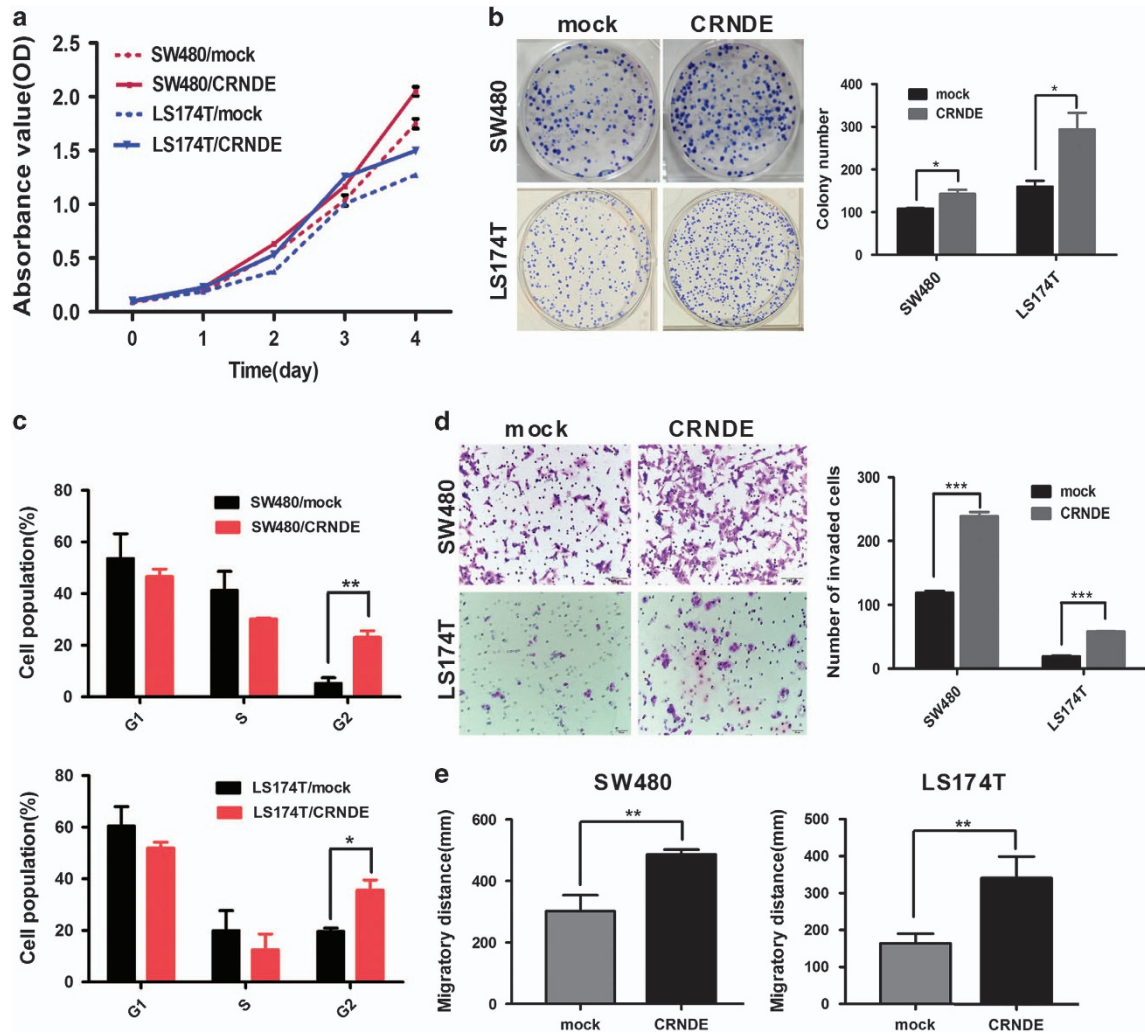 a
Absorbance value(OD)
2.5
2.0
1.5
1.0
0.5
0.0
SW480/mock
SW480/CRNDE
LS174T/mock
LS174T/CRNDE
0 1 2 3 4
Time(day)
b
mock CRNDE
SW480
LS174T
Colony number
400
300
200
100
0
mock
CRNDE
*
*
SW480
LS174T
c
Cell population(%)
80
60
40
20
0
SW480/mock
SW480/CRNDE
**
G1 S G2
Cell population(%)
80
60
40
20
0
LS174T/mock
LS174T/CRNDE
*
G1 S G2
d
mock CRNDE
SW480
LS174T
Number of invaded cells
300
200
100
0
mock
CRNDE
***
***
SW480
LS174T
e
SW480
Migratory distance(mm)
600
400
200
0
**
mock CRNDE
LS174T
Migratory distance(mm)
500
400
300
200
100
0
**
mock CRNDE